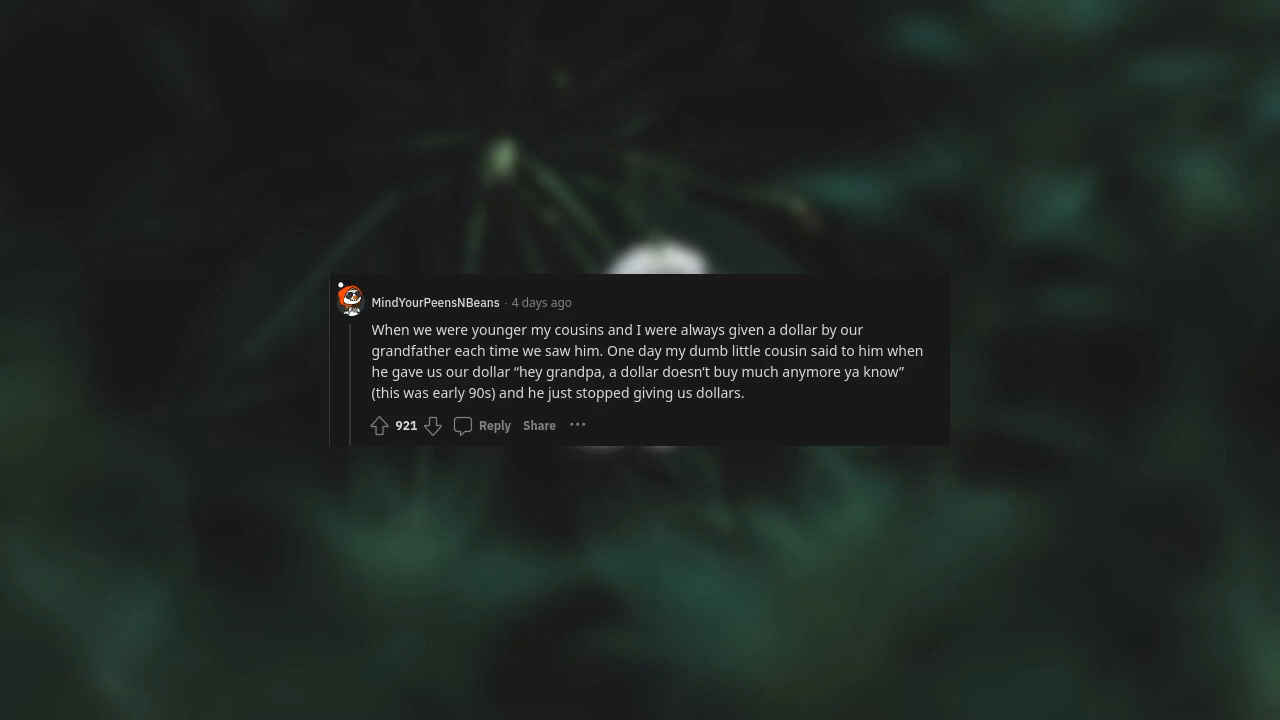 MindYourPeensNBeans · 4 days ago
When we were younger my cousins and I were always given a dollar by our
grandfather each time we saw him. One day my dumb little cousin said to him when
he gave us our dollar “hey grandpa, a dollar doesn’t buy much anymore ya know”
(this was early 90s) and he just stopped giving us dollars.
921 Reply Share ···